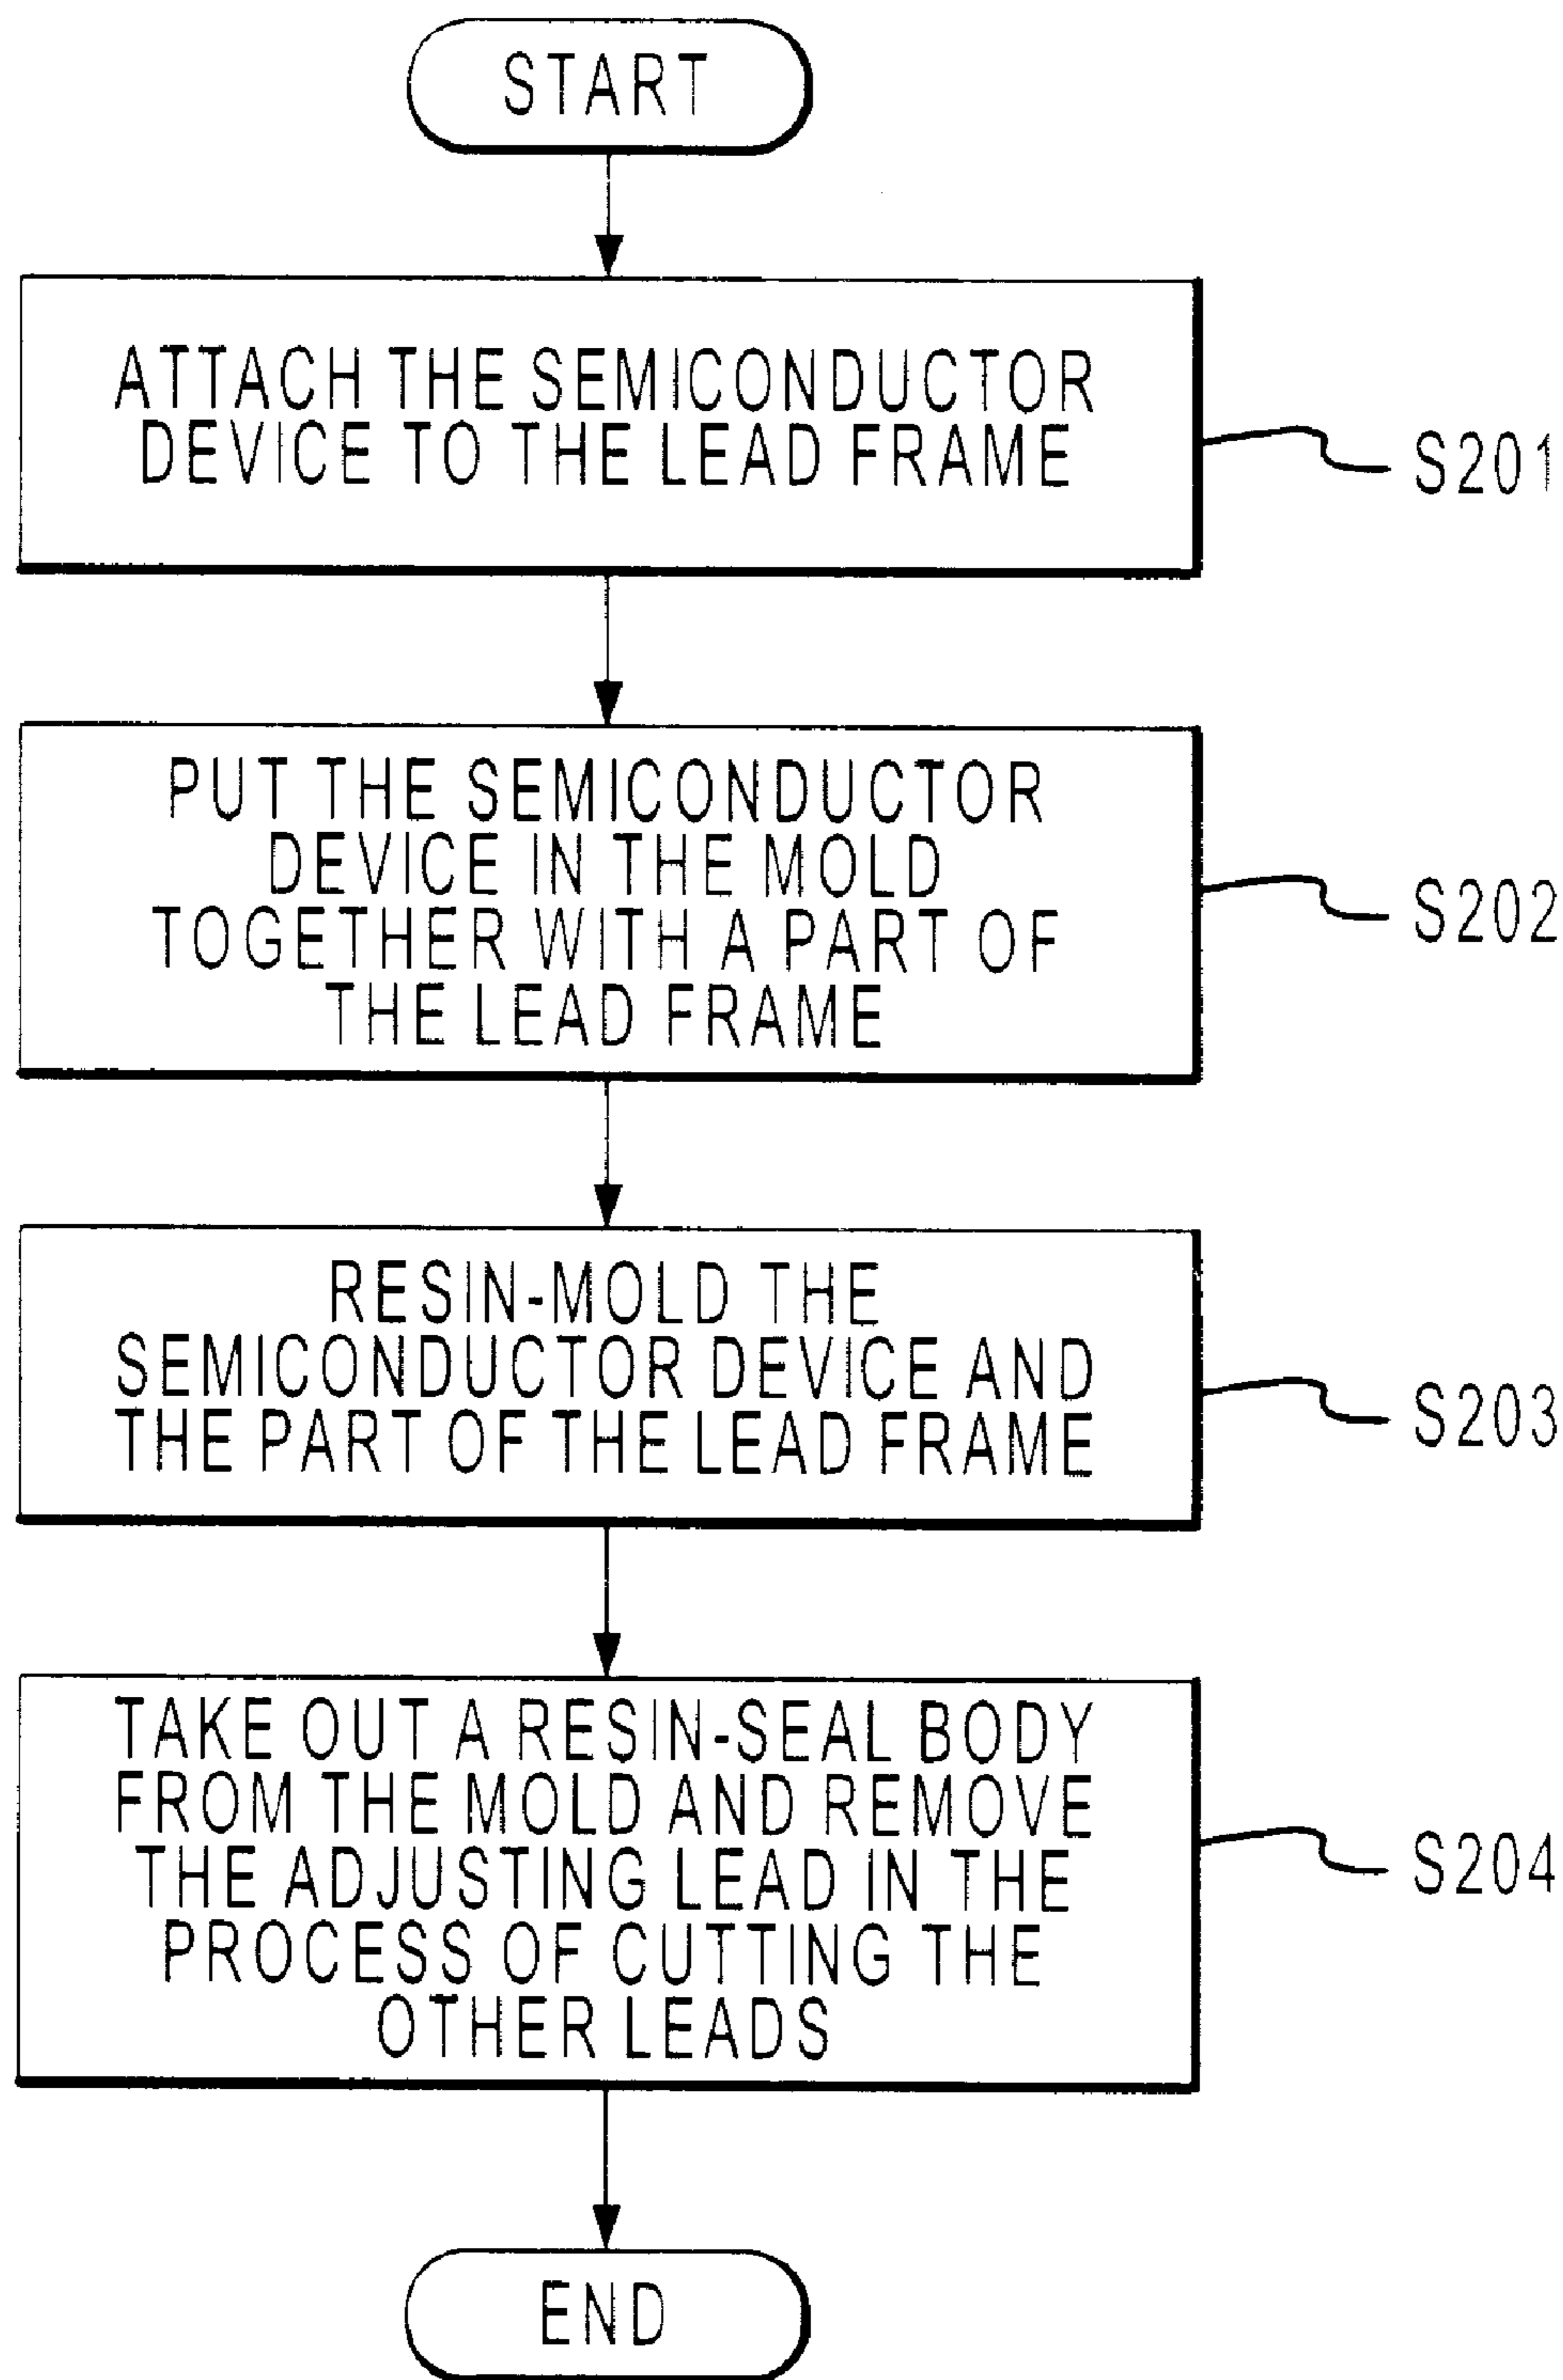 START
ATTACH THE SEMICONDUCTOR
DEVICE TO THE LEAD FRAME
S201
PUT THE SEMICONDUCTOR
DEVICE IN THE MOLD
TOGETHER WITH A PART OF
THE LEAD FRAME
S202
RESIN-MOLD THE
SEMICONDUCTOR DEVICE AND
THE PART OF THE LEAD FRAME
S203
TAKE OUT A RESIN-SEAL BODY
FROM THE MOLD AND REMOVE
THE ADJUSTING LEAD IN THE
PROCESS OF CUTTING THE
OTHER LEADS
S204
END